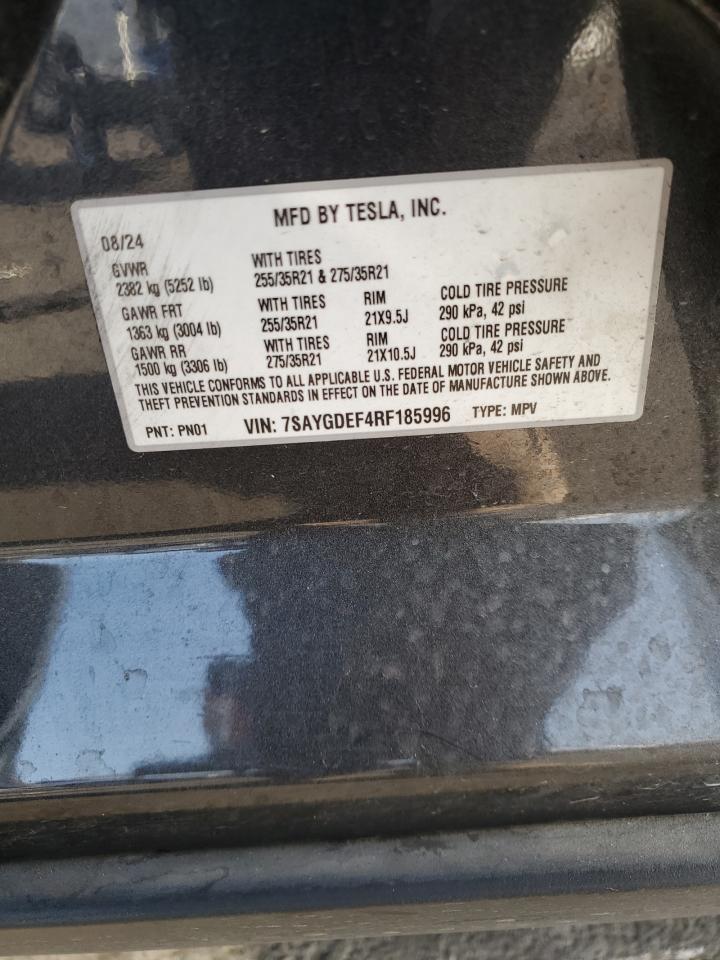 MFD BY TESLA, INC.
08/24
GVWR WITH TIRES
2382 kg (5252 lb) 255/35R21 & 275/35R21
GAWR FRT WITH TIRES RIM COLD TIRE PRESSURE
1363 kg (3004 lb) 255/35R21 21X9.5J 290 kPa, 42 psi
GAWR RR WITH TIRES RIM COLD TIRE PRESSURE
1500 kg (3306 lb) 275/35R21 21X10.5J 290 kPa, 42 psi
THIS VEHICLE CONFORMS TO ALL APPLICABLE U.S. FEDERAL MOTOR VEHICLE SAFETY AND
THEFT PREVENTION STANDARDS IN EFFECT ON THE DATE OF MANUFACTURE SHOWN ABOVE.
PNT: PN01 VIN: 7SAYGDEF4RF185996 TYPE: MPV